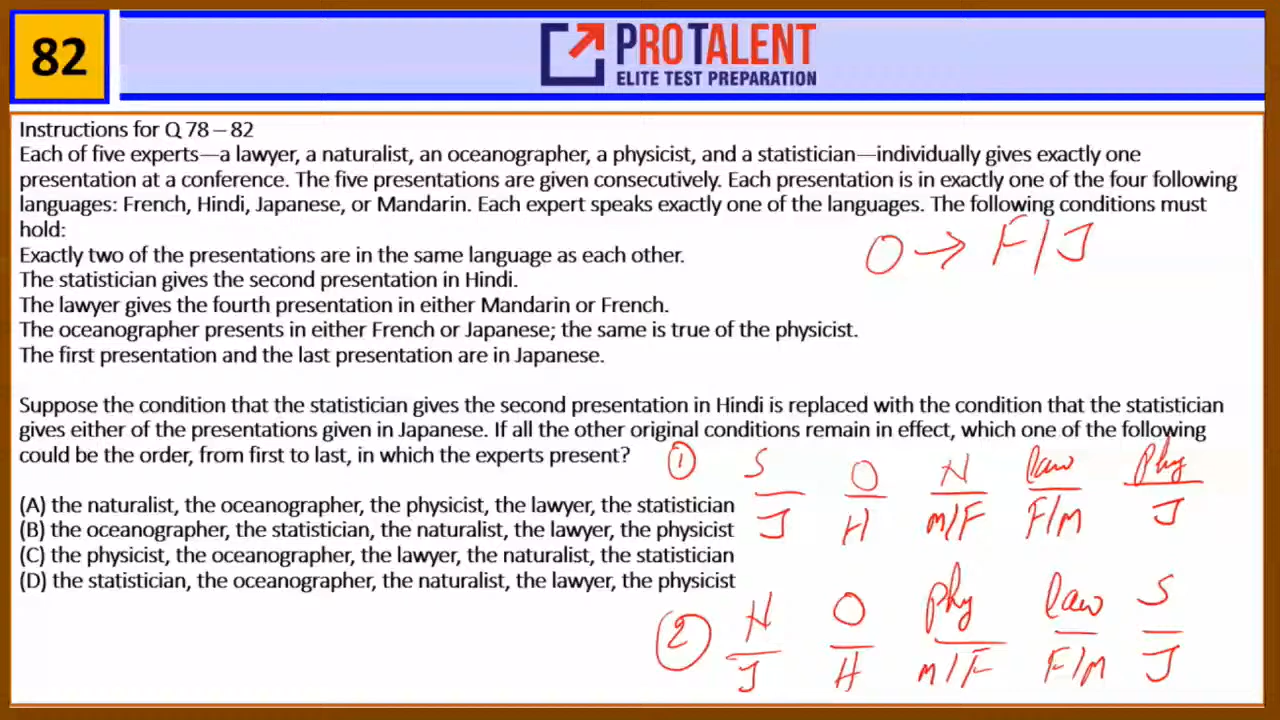 82
PROTALENT
ELITE TEST PREPARATION
Instructions for Q 78 – 82
Each of five experts—a lawyer, a naturalist, an oceanographer, a physicist, and a statistician—individually gives exactly one
presentation at a conference. The five presentations are given consecutively. Each presentation is in exactly one of the four following
languages: French, Hindi, Japanese, or Mandarin. Each expert speaks exactly one of the languages. The following conditions must
hold:
Exactly two of the presentations are in the same language as each other.
The statistician gives the second presentation in Hindi.
The lawyer gives the fourth presentation in either Mandarin or French.
The oceanographer presents in either French or Japanese; the same is true of the physicist.
The first presentation and the last presentation are in Japanese.
O → F/J
Suppose the condition that the statistician gives the second presentation in Hindi is replaced with the condition that the statistician
gives either of the presentations given in Japanese. If all the other original conditions remain in effect, which one of the following
could be the order, from first to last, in which the experts present?
(A) the naturalist, the oceanographer, the physicist, the lawyer, the statistician
(B) the oceanographer, the statistician, the naturalist, the lawyer, the physicist
(C) the physicist, the oceanographer, the lawyer, the naturalist, the statistician
(D) the statistician, the oceanographer, the naturalist, the lawyer, the physicist
1 S O N law Phy
J H M/F F/M J
2 N O Phy law S
J H M/F F/M J